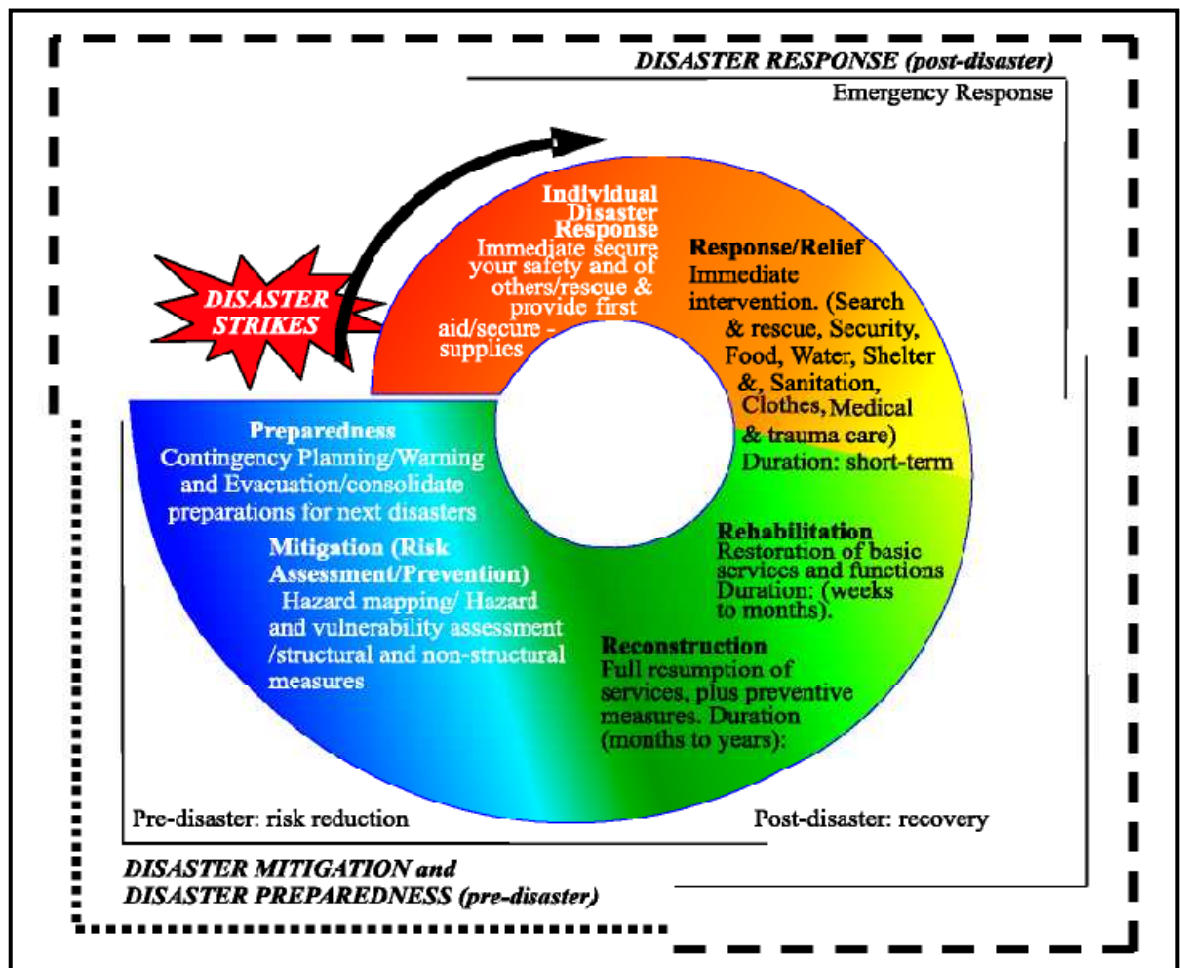 DISASTER RESPONSE (post-disaster)
Emergency Response
Individual
Disaster
Response
Immediate secure
your safety and of
others/rescue &
provide first
aid/secure -
supplies
Response/Relief
Immediate
intervention. (Search
& rescue, Security,
Food, Water, Shelter
&, Sanitation,
Clothes, Medical
& trauma care)
Duration: short-term
DISASTER
STRIKES
Preparedness
Contingency Planning/Warning
and Evacuation/consolidate
preparations for next disasters
Mitigation (Risk
Assessment/Prevention)
Hazard mapping/ Hazard
and vulnerability assessment
/structural and non-structural
measures
Rehabilitation
Restoration of basic
services and functions
Duration: (weeks
to months).
Reconstruction
Full resumption of
services, plus preventive
measures. Duration
(months to years):
Pre-disaster: risk reduction
Post-disaster: recovery
DISASTER MITIGATION and
DISASTER PREPAREDNESS (pre-disaster)